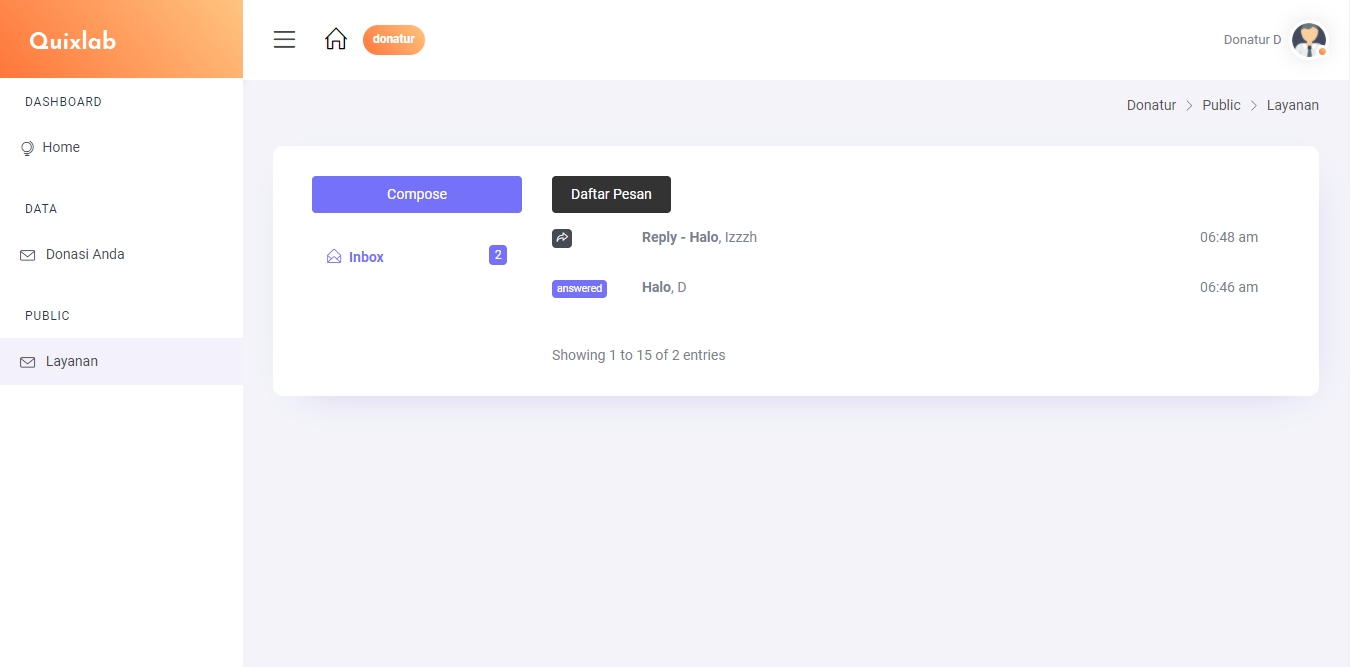 Quixlab
donatur
Donatur D
DASHBOARD
Home
DATA
Donasi Anda
PUBLIC
Layanan
Donatur > Public > Layanan
Compose
Inbox 2
Daftar Pesan
Reply - Halo, Izzzh 06:48 am
answered Halo, D 06:46 am
Showing 1 to 15 of 2 entries